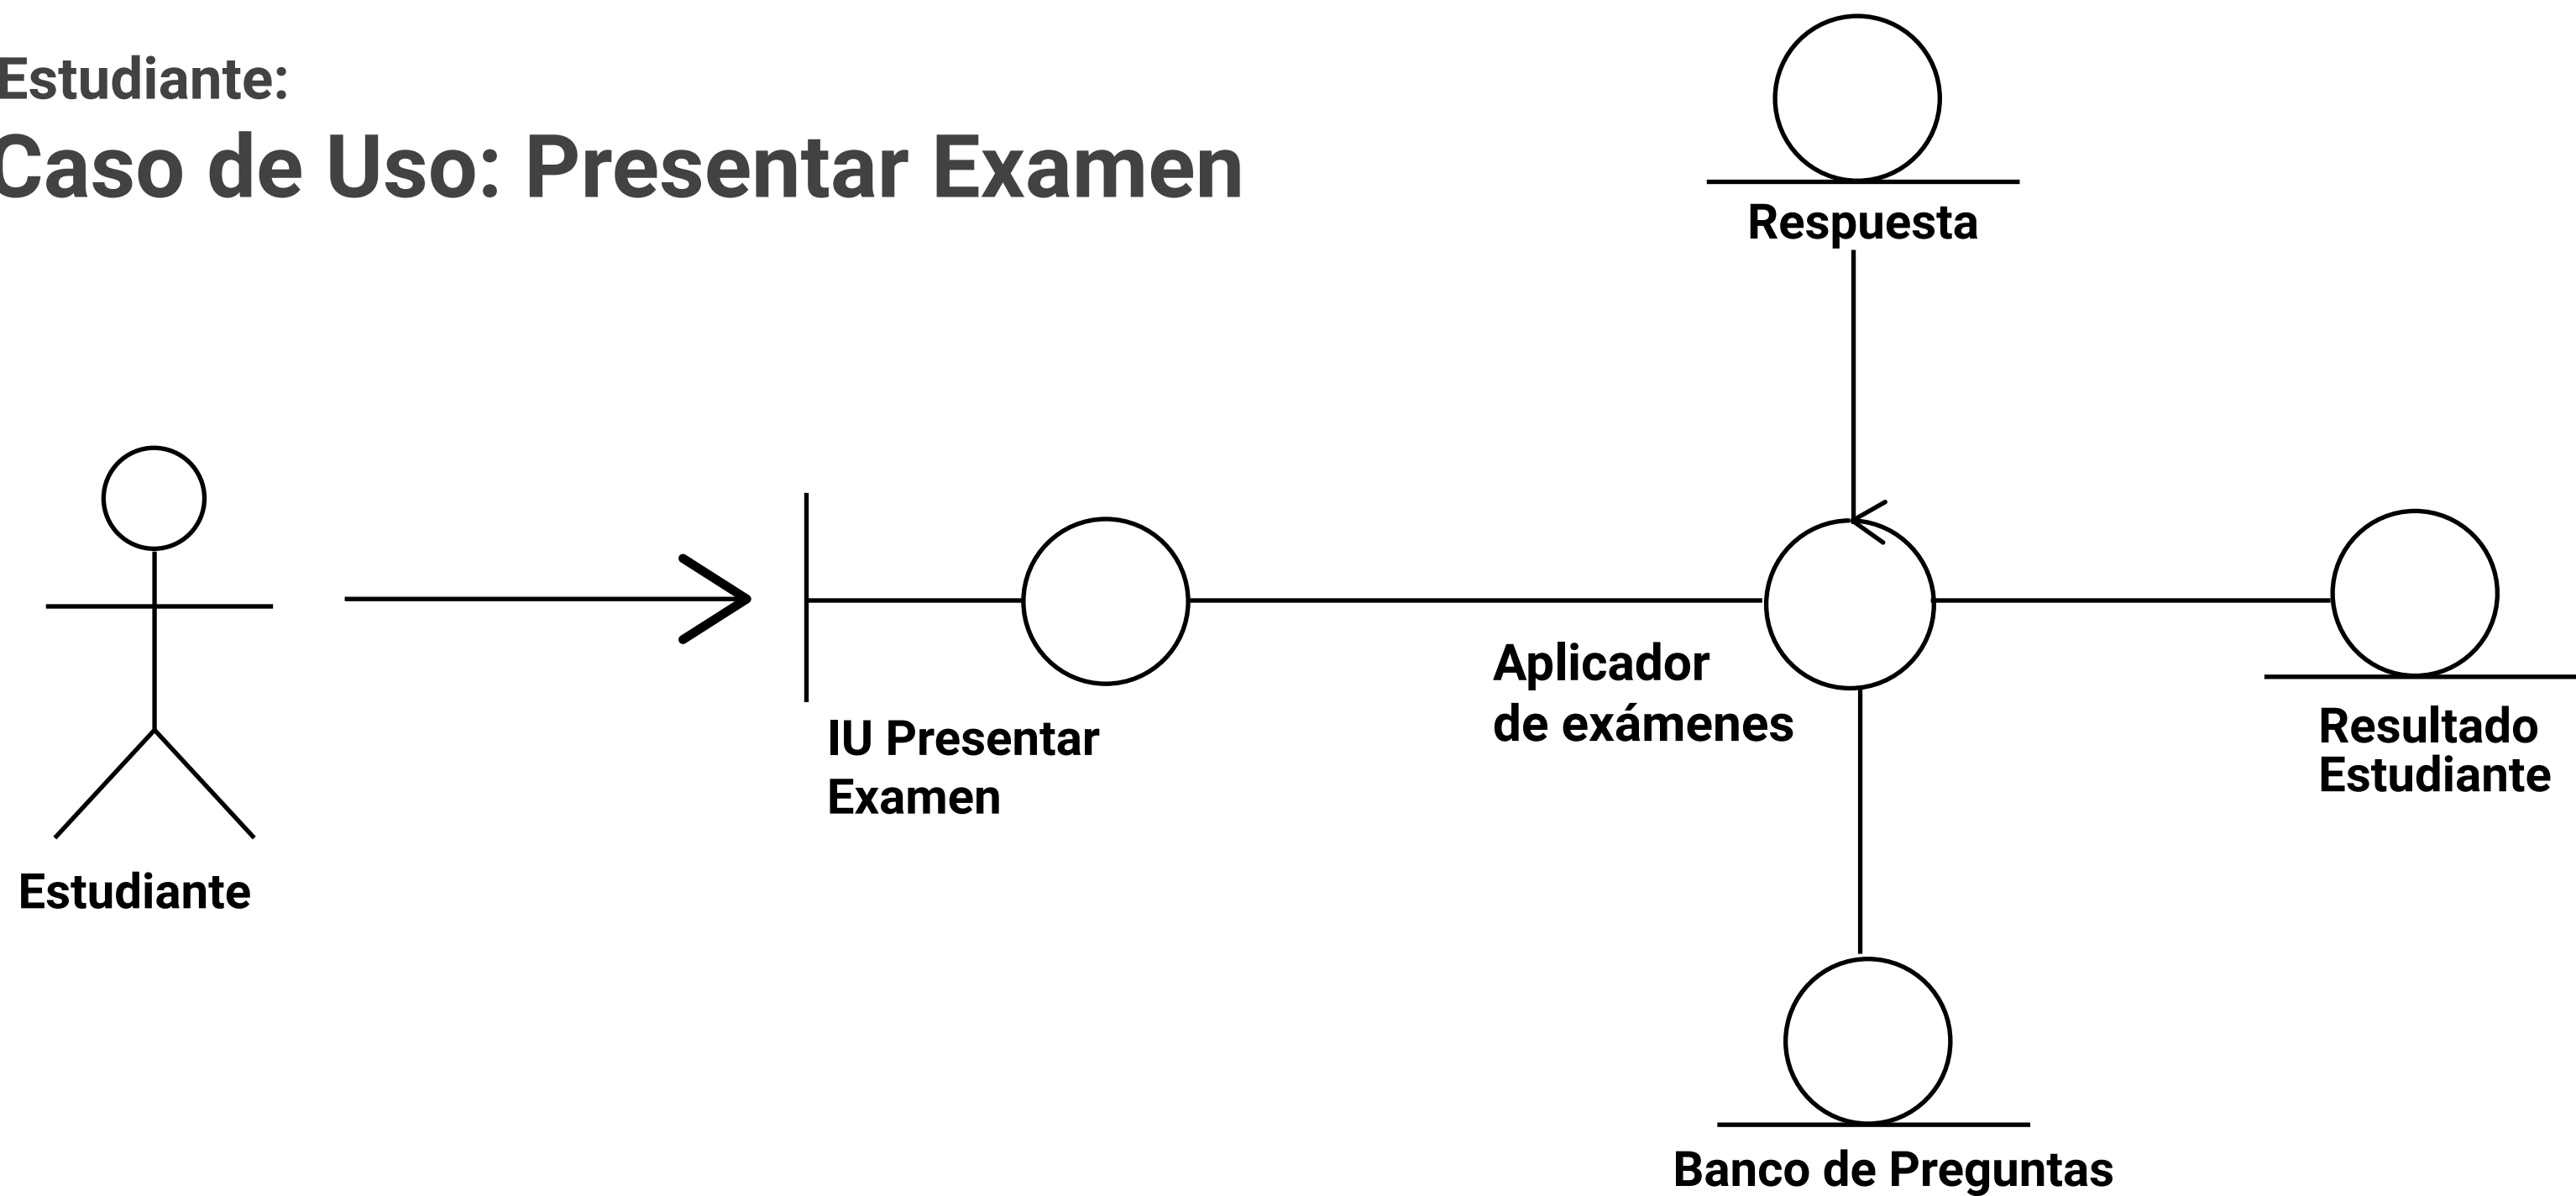 Estudiante:
Caso de Uso: Presentar Examen
Respuesta
Aplicador
de exámenes
IU Presentar
Examen
Resultado
Estudiante
Estudiante
Banco de Preguntas